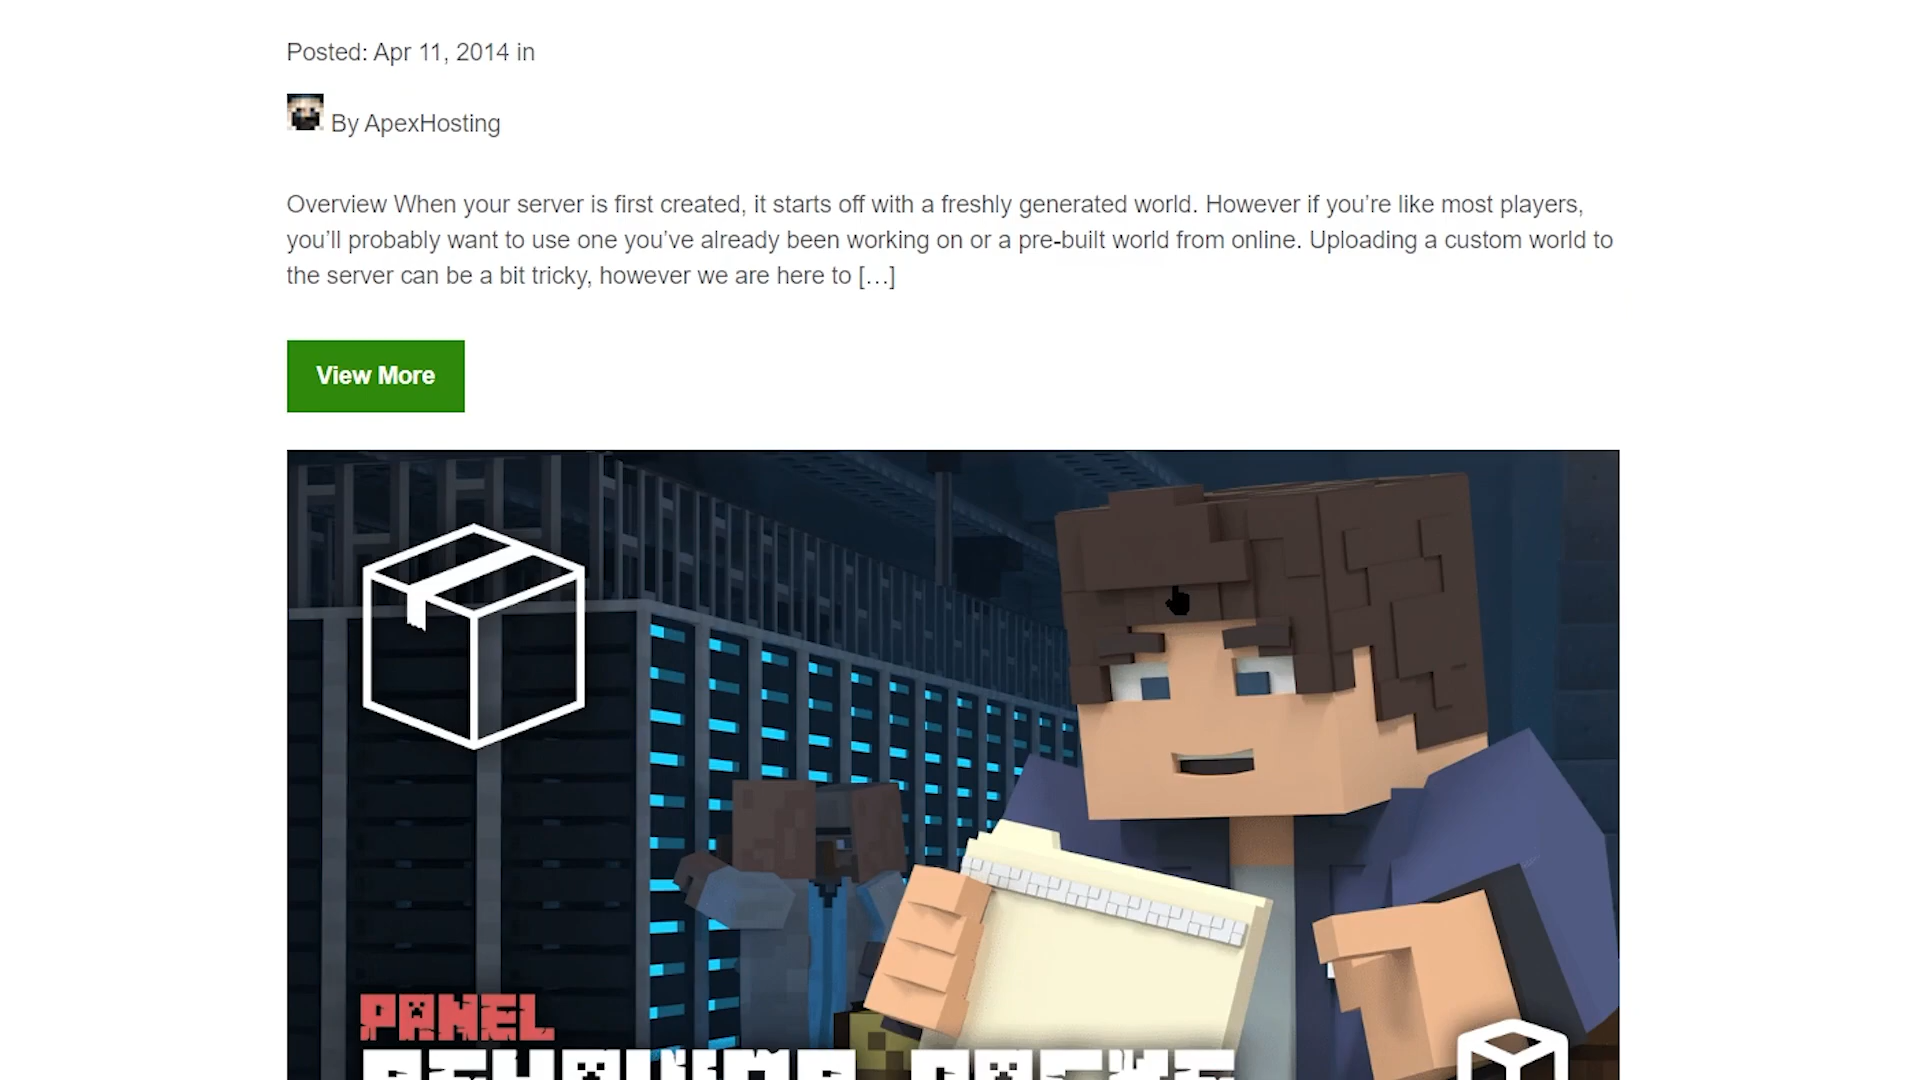 Posted: Apr 11, 2014 in
By ApexHosting
Overview When your server is first created, it starts off with a freshly generated world. However if you’re like most players,
you’ll probably want to use one you’ve already been working on or a pre-built world from online. Uploading a custom world to
the server can be a bit tricky, however we are here to […]
View More
PANEL